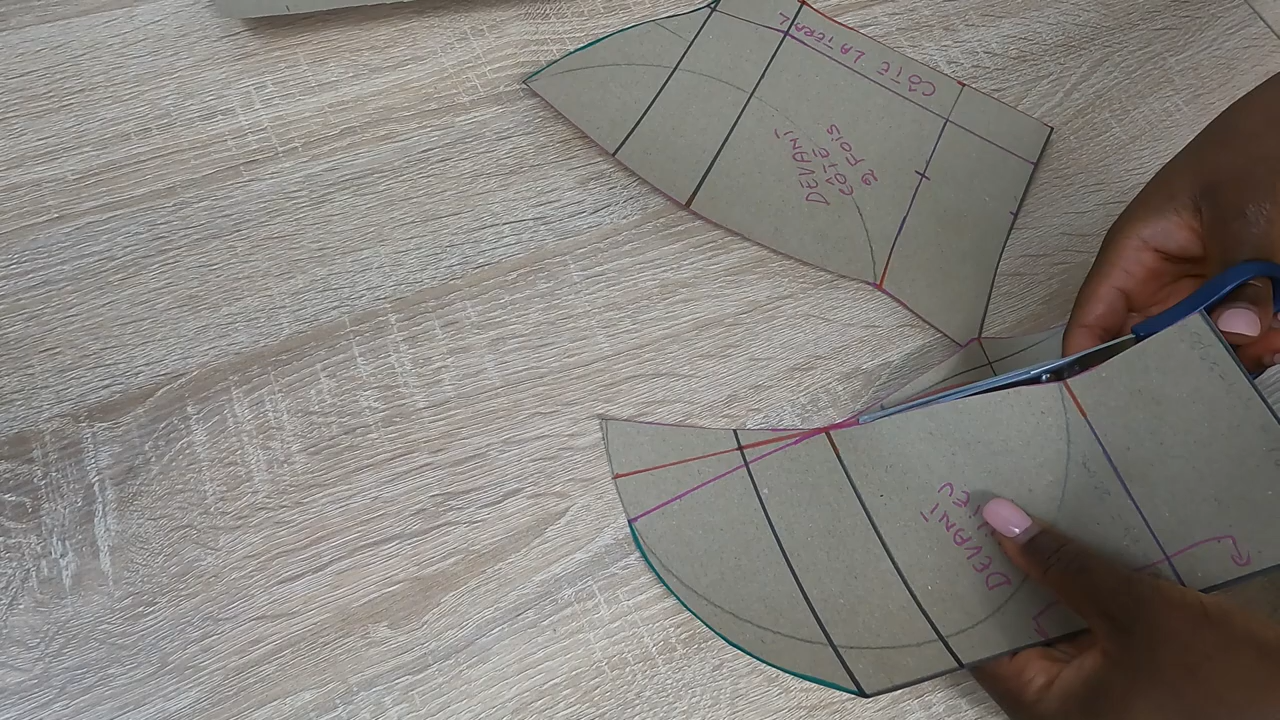 CÔTÉ LATÉRAL
DEVANT
CÔTÉ
2 FOIS
DEVANT